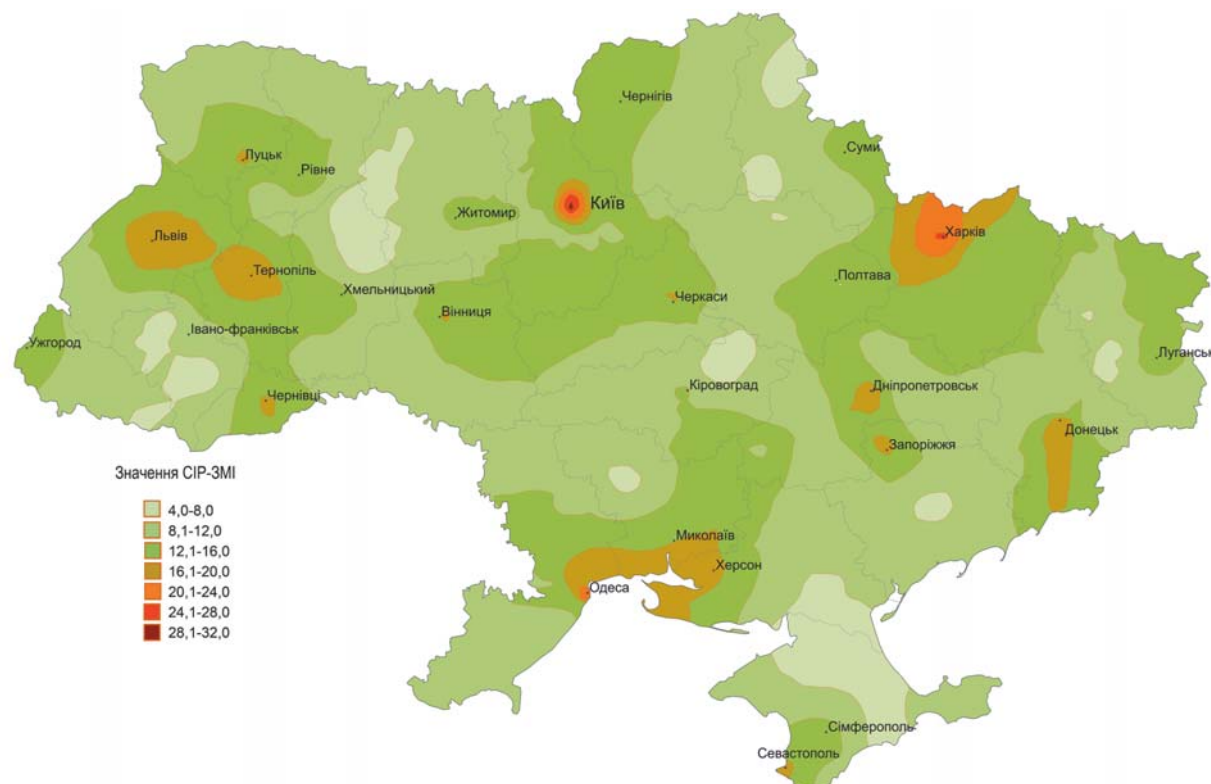 Чернігів
Суми
Луцьк
Рівне
Київ
Житомир
Львів
Харків
Тернопіль
Полтава
Хмельницький
Черкаси
Вінниця
Івано-франківськ
Ужгород
Луганськ
Кіровоград
Дніпропетровськ
Чернівці
Донецьк
Запоріжжя
Значення СІР-ЗМІ
4,0-8,0
8,1-12,0
12,1-16,0
16,1-20,0
20,1-24,0
24,1-28,0
28,1-32,0
Миколаїв
Херсон
Одеса
Сімферополь
Севастополь